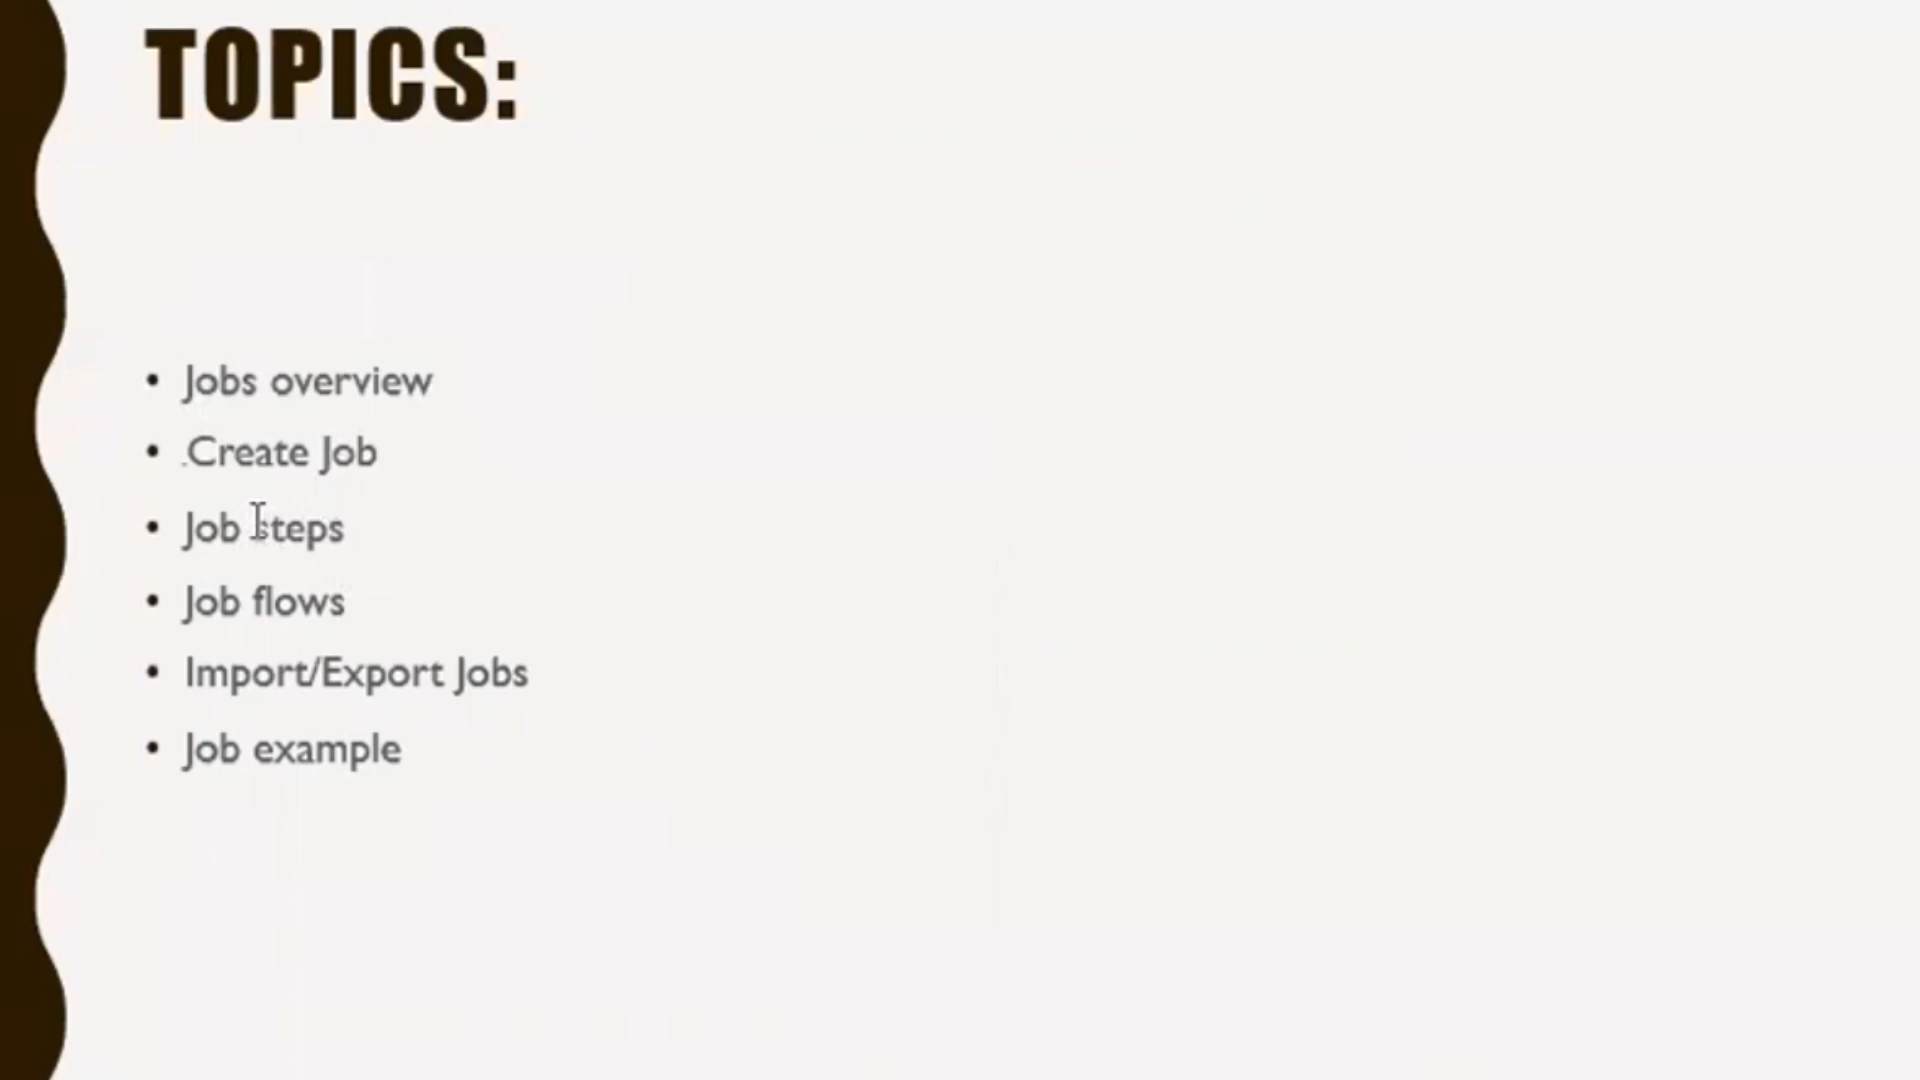 TOPICS:
• Jobs overview
• .Create Job
• Job steps
• Job flows
• Import/Export Jobs
• Job example